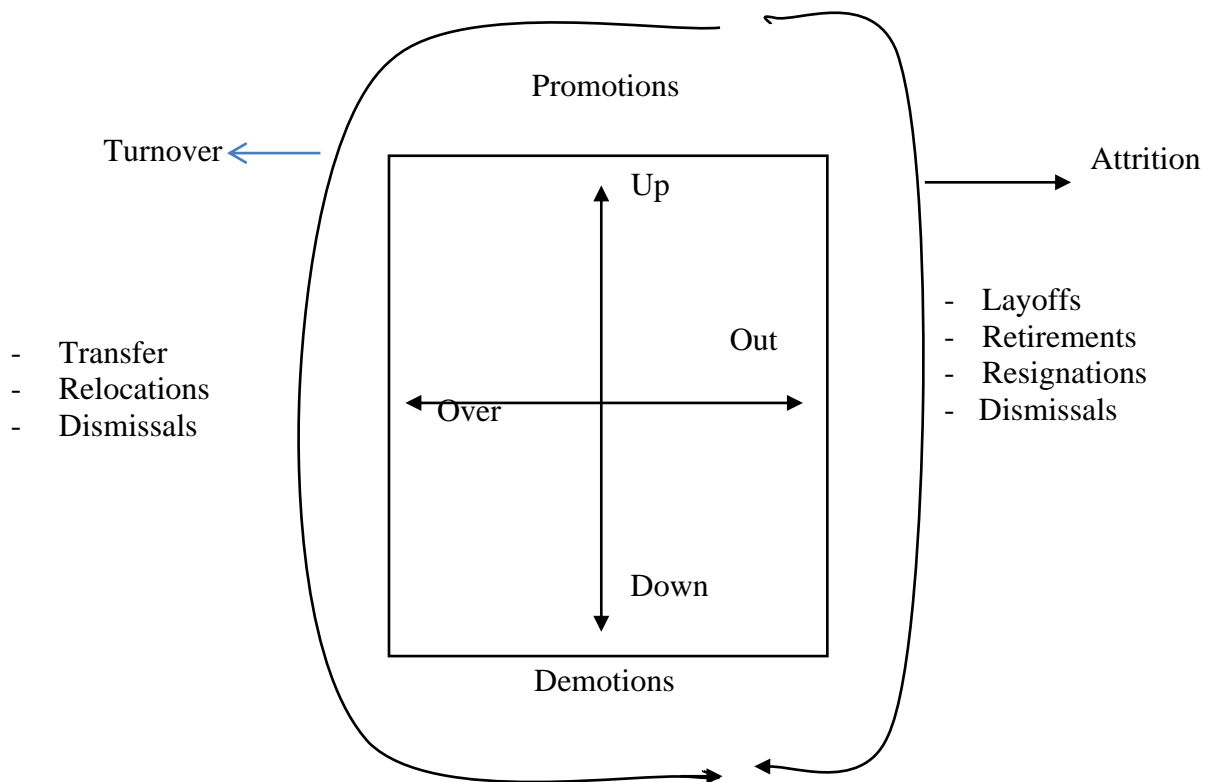 Promotions
Turnover
Attrition
Up
- Layoffs
- Retirements
- Resignations
- Dismissals
Out
- Transfer
- Relocations
- Dismissals
Over
Down
Demotions